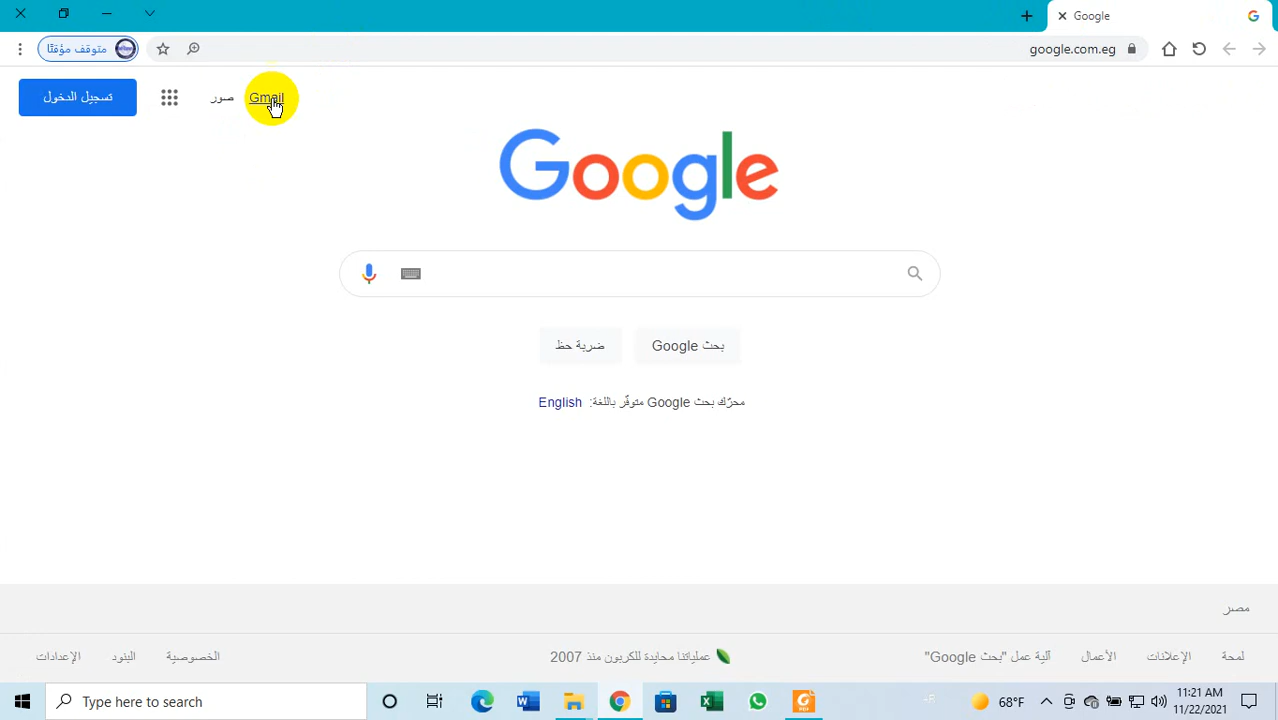 Google
google.com.eg
متوقف مؤقتًا
Gmail
صور
تسجيل الدخول
Google
بحث Google
ضربة حظ
محرّك بحث Google متوفّر باللغة: English
مصر
لمحة
الإعلانات
الأعمال
آلية عمل "بحث Google"
عملياتنا محايدة للكربون منذ 2007
الخصوصية
البنود
الإعدادات
Type here to search
68°F
11:21 AM
11/22/2021